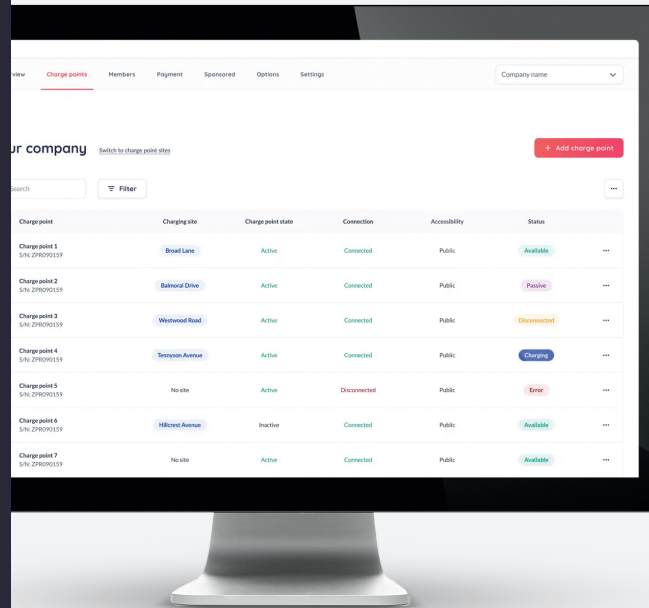 view Charge points Members Payment Sponsored Options Settings Company name
ur company Switch to charge point sites + Add charge point
Search Filter ...
Charge point Charging site Charge point state Connection Accessibility Status
Charge point 1 Broad Lane Active Connected Public Available ...
S/N: ZPR090159
Charge point 2 Balmoral Drive Active Connected Public Passive ...
S/N: ZPR090159
Charge point 3 Westwood Road Active Connected Public Disconnected ...
S/N: ZPR090159
Charge point 4 Tennyson Avenue Active Connected Public Charging ...
S/N: ZPR090159
Charge point 5 No site Active Disconnected Public Error ...
S/N: ZPR090159
Charge point 6 Hillcrest Avenue Inactive Connected Public Available ...
S/N: ZPR090159
Charge point 7 No site Active Connected Public Available ...
S/N: ZPR090159